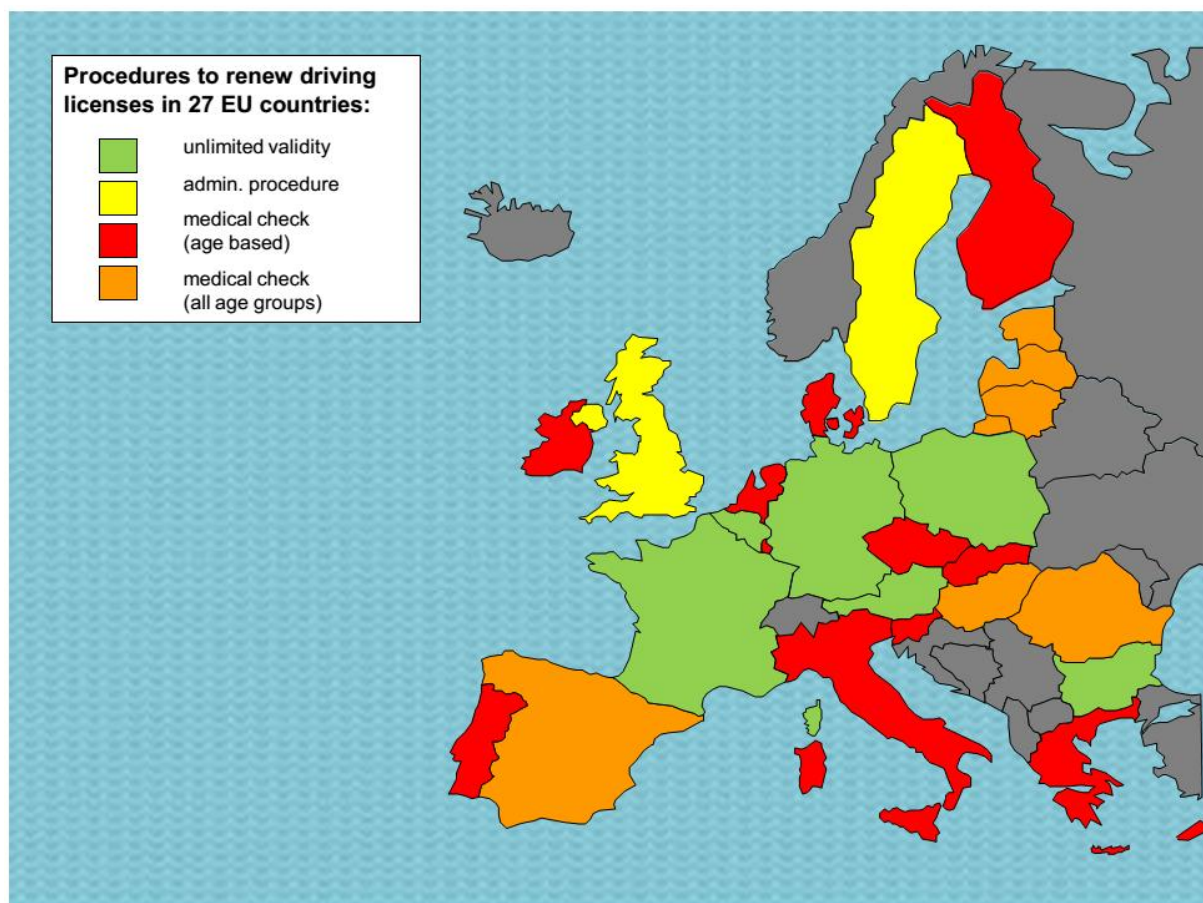 Procedures to renew driving
licenses in 27 EU countries:
unlimited validity
admin. procedure
medical check
(age based)
medical check
(all age groups)